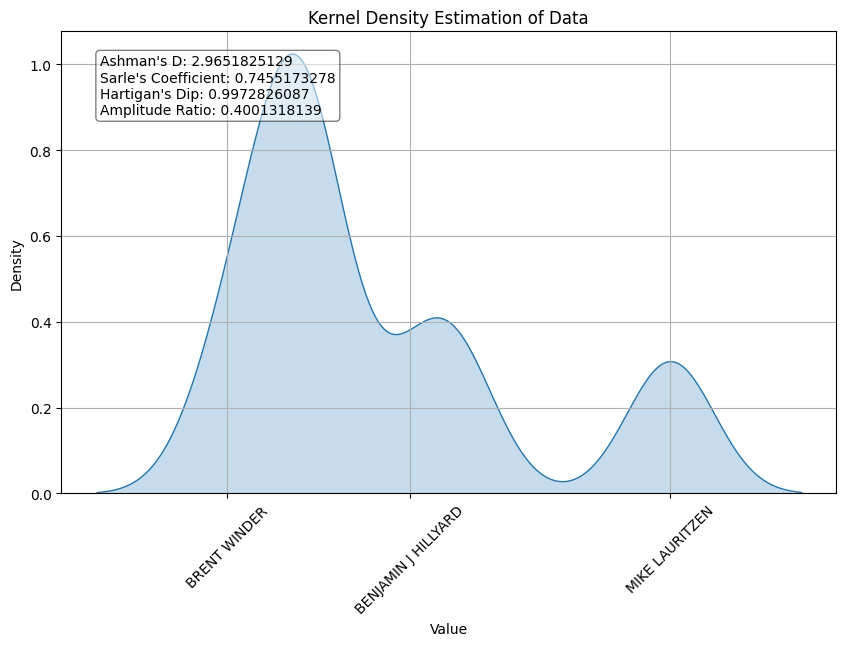 Kernel Density Estimation of Data
Ashman's D: 2.9651825129
Sarle's Coefficient: 0.7455173278
Hartigan's Dip: 0.9972826087
Amplitude Ratio: 0.4001318139
1.0
0.8
0.6
0.4
0.2
0.0
Density
BRENT WINDER
BENJAMIN J HILLYARD
MIKE LAURITZEN
Value